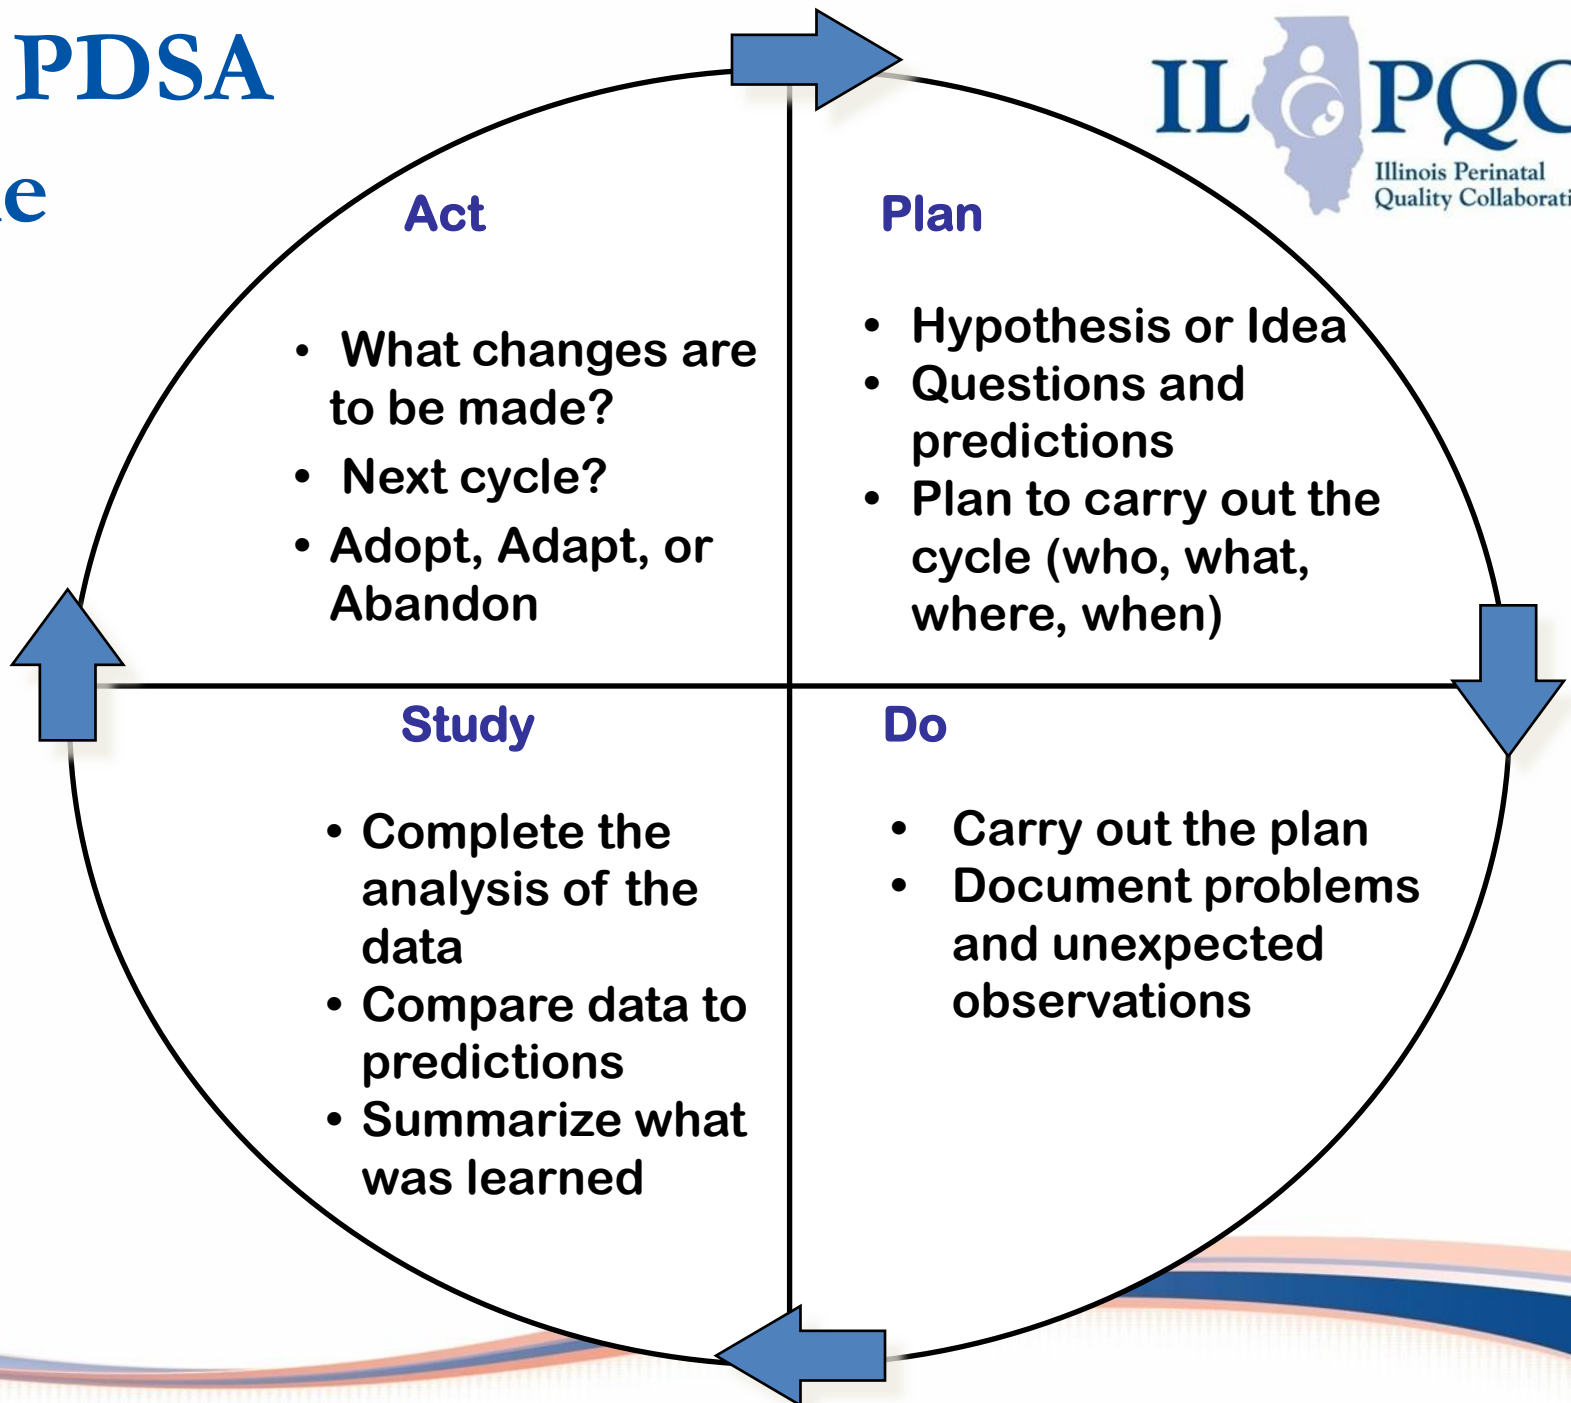 PDSA
IL PQC
Illinois Perinatal
Quality
Act
• What changes are
to be made?
• Next cycle?
• Adopt, Adapt, or
Abandon
Plan
• Hypothesis or Idea
• Questions and
predictions
• Plan to carry out the
cycle (who, what,
where, when)
Do
• Carry out the plan
• Document problems
and unexpected
observations
Study
• Complete the
analysis of the
data
• Compare data to
predictions
• Summarize what
was learned